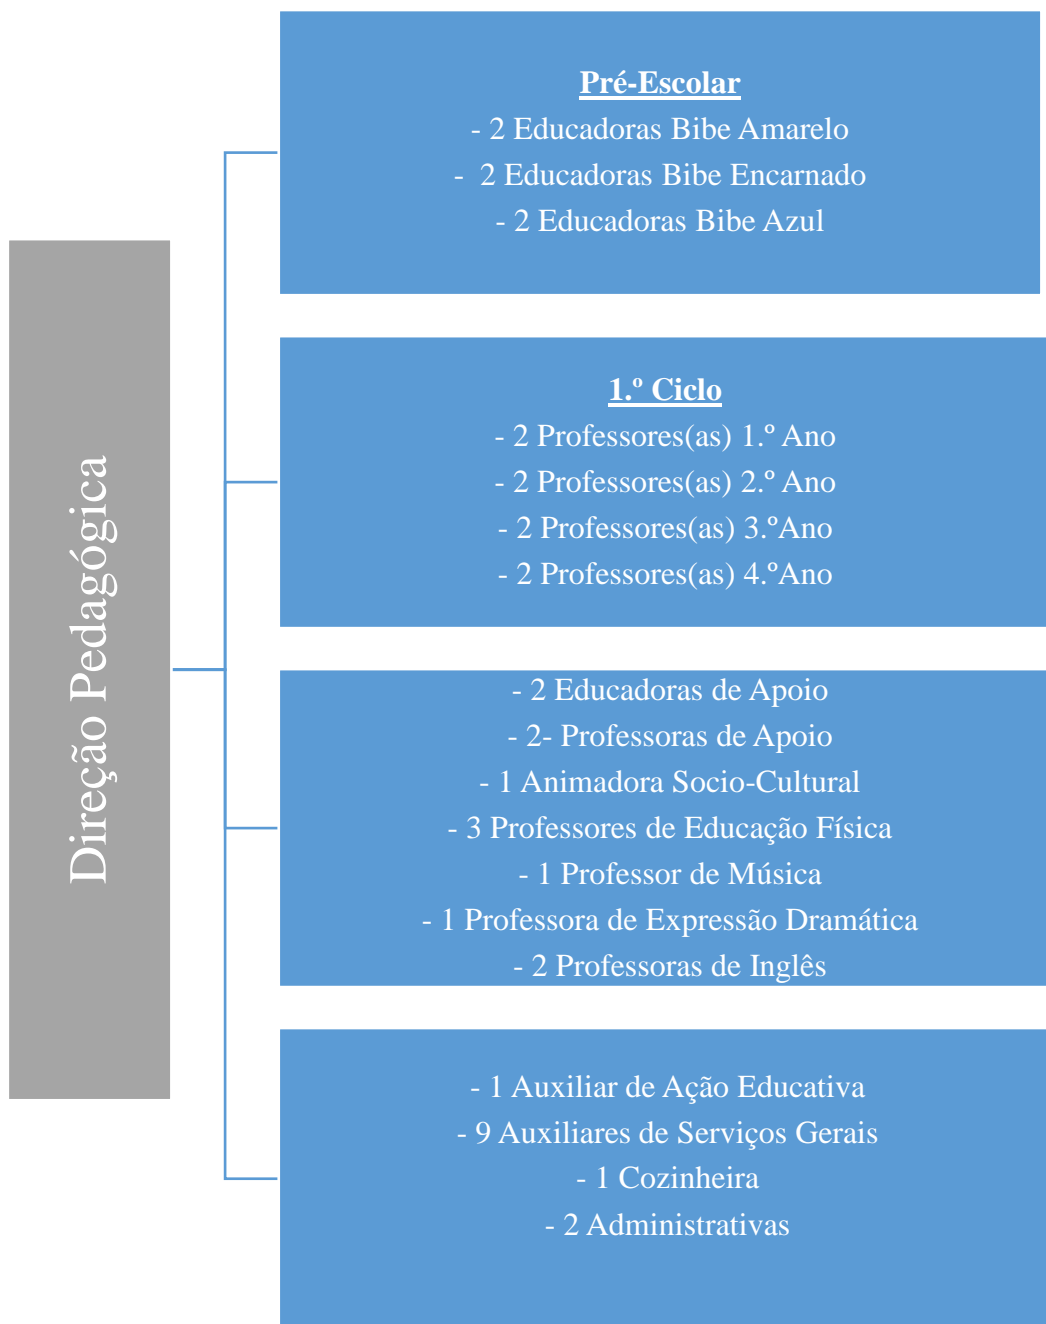 Direção Pedagógica
Pré-Escolar
- 2 Educadoras Bibe Amarelo
- 2 Educadoras Bibe Encarnado
- 2 Educadoras Bibe Azul
1.º Ciclo
- 2 Professores(as) 1.º Ano
- 2 Professores(as) 2.º Ano
- 2 Professores(as) 3.ºAno
- 2 Professores(as) 4.ºAno
- 2 Educadoras de Apoio
- 2- Professoras de Apoio
- 1 Animadora Socio-Cultural
- 3 Professores de Educação Física
- 1 Professor de Música
- 1 Professora de Expressão Dramática
- 2 Professoras de Inglês
- 1 Auxiliar de Ação Educativa
- 9 Auxiliares de Serviços Gerais
- 1 Cozinheira
- 2 Administrativas